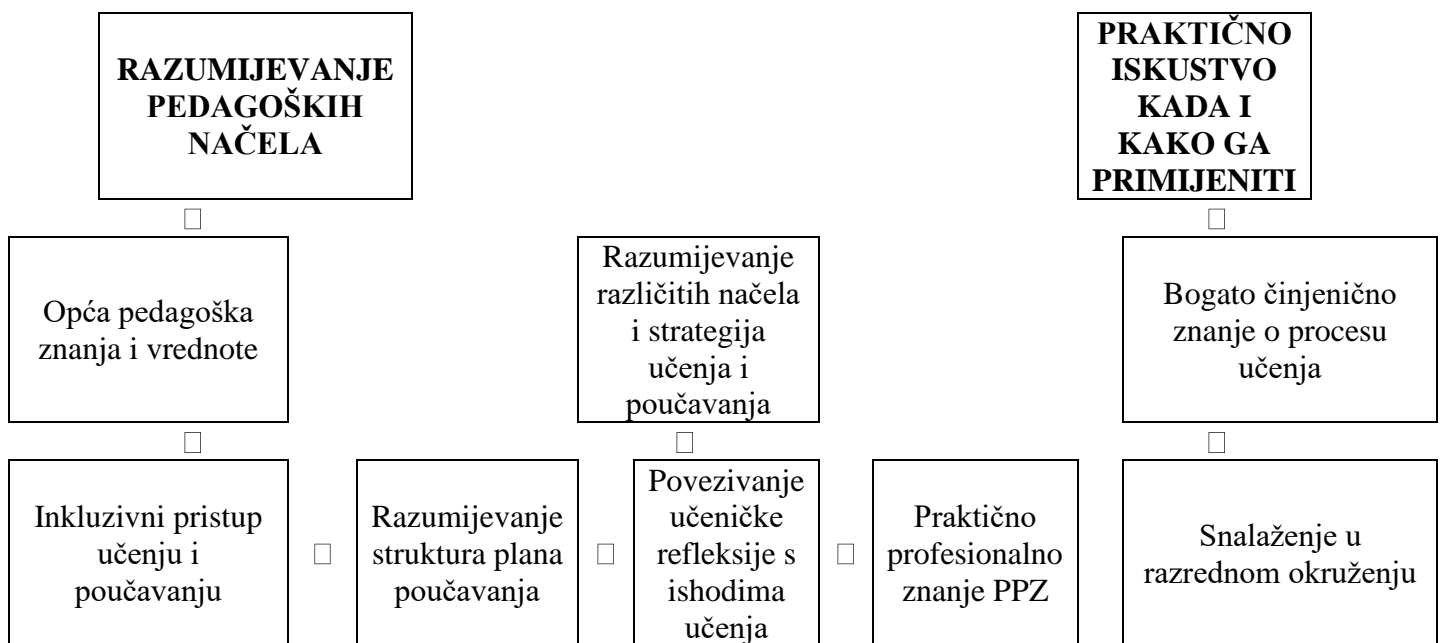 RAZUMIJEVANJE
PEDAGOŠKIH
NAČELA
PRAKTIČNO
ISKUSTVO
KADA I
KAKO GA
PRIMIJENITI
Opća pedagoška
znanja i vrednote
Razumijevanje
različitih načela
i strategija
učenja i
poučavanja
Bogato činjenično
znanje o procesu
učenja
Inkluzivni pristup
učenju i
poučavanju
Razumijevanje
struktura plana
poučavanja
Povezivanje
učeničke
refleksije s
ishodima
učenja
Praktično
profesionalno
znanje PPZ
Snalaženje u
razrednom okruženju